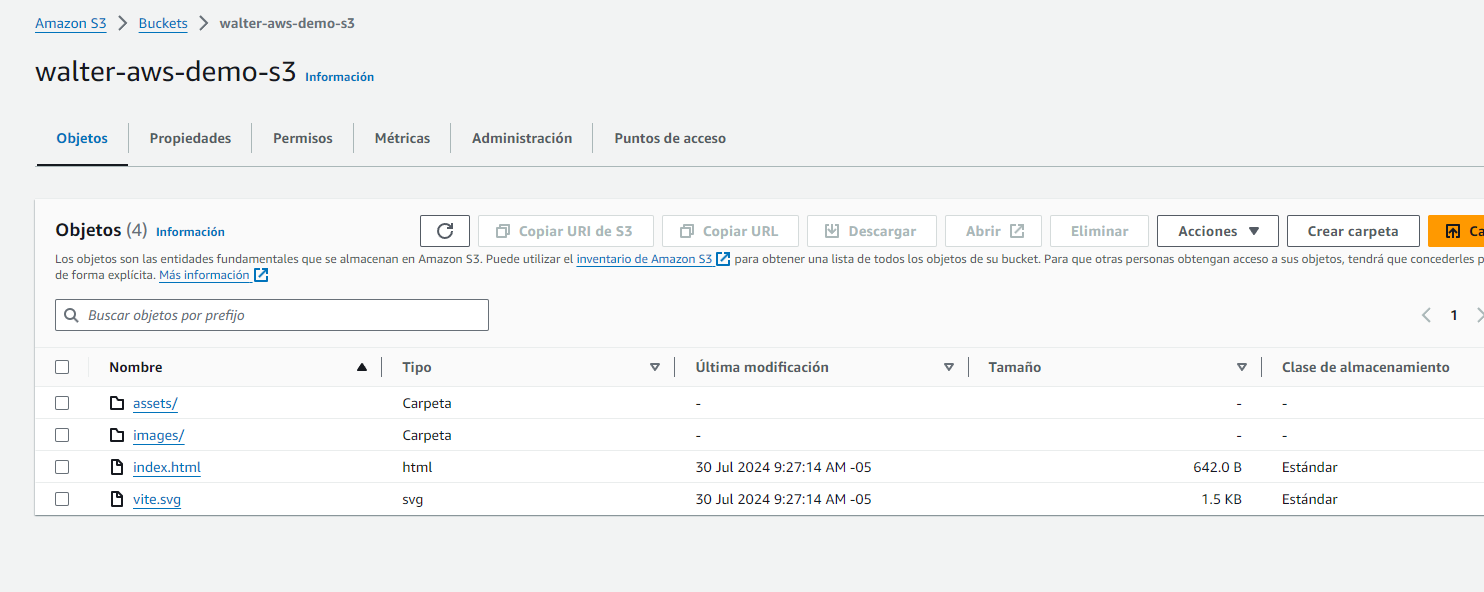 Amazon S3 > Buckets > walter-aws-demo-s3
walter-aws-demo-s3 Información
Objetos Propiedades Permisos Métricas Administración Puntos de acceso
Objetos (4) Información Copiar URI de S3 Copiar URL Descargar Abrir Eliminar Acciones Crear carpeta
Los objetos son las entidades fundamentales que se almacenan en Amazon S3. Puede utilizar el inventario de Amazon S3 para obtener una lista de todos los objetos de su bucket. Para que otras personas obtengan acceso a sus objetos, tendrá que concederles
de forma explícita. Más información
Buscar objetos por prefijo
1
Nombre Tipo Última modificación Tamaño Clase de almacenamiento
assets/ Carpeta - - -
images/ Carpeta - - -
index.html html 30 Jul 2024 9:27:14 AM -05 642.0 B Estándar
vite.svg svg 30 Jul 2024 9:27:14 AM -05 1.5 KB Estándar